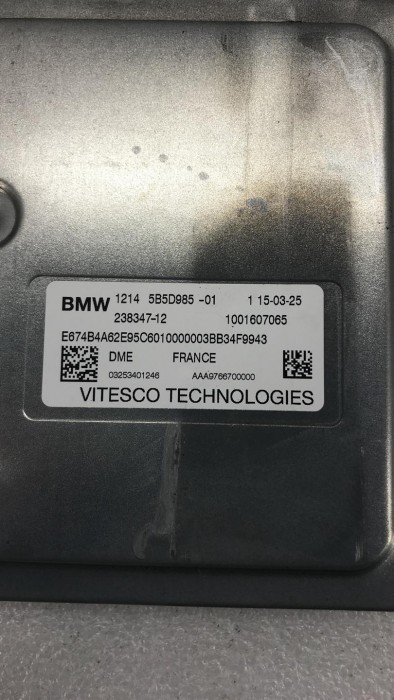 BMW 1214 5B5D985 -01 1 15-03-25
238347-12 1001607065
E674B4A62E95C6010000003BB34F9943
DME FRANCE
03253401246 AAA9766700000
VITESCO TECHNOLOGIES